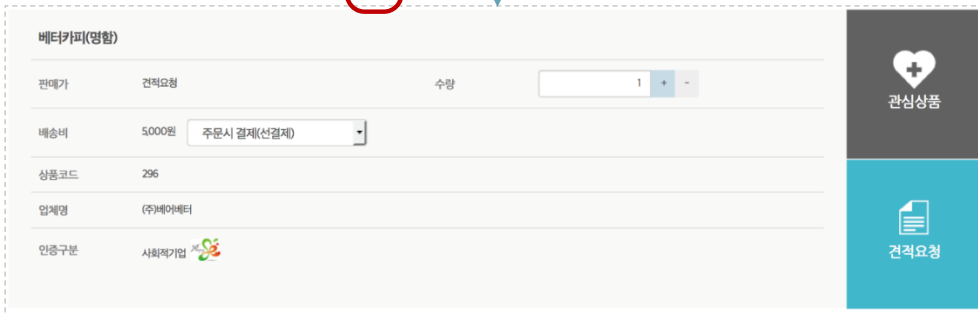 베터카피(명함)
판매가 견적요청 수량 1 + -
배송비 5,000원 주문시 결제(선결제)
상품코드 296
업체명 (주)베어베터
인증구분 사회적기업
관심상품
견적요청